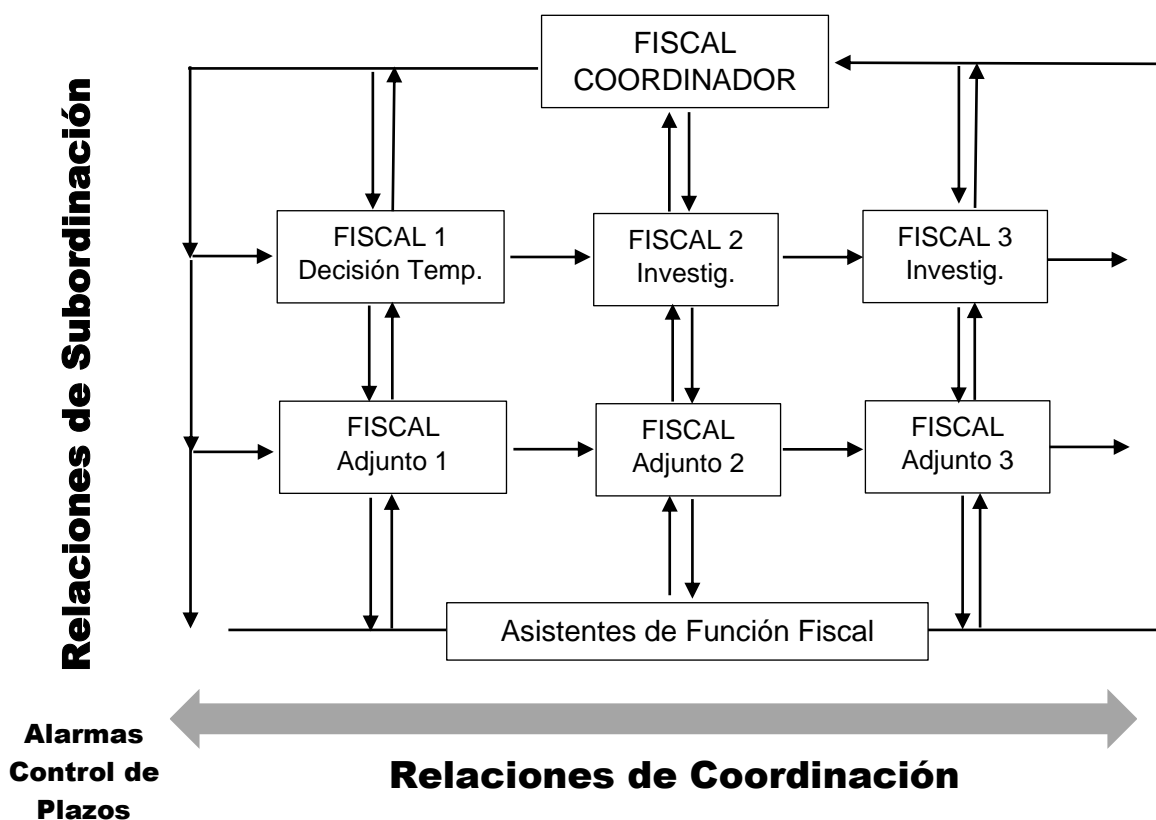 FISCAL
COORDINADOR
Relaciones de Subordinación
FISCAL 1
Decisión Temp.
FISCAL 2
Investig.
FISCAL 3
Investig.
FISCAL
Adjunto 1
FISCAL
Adjunto 2
FISCAL
Adjunto 3
Asistentes de Función Fiscal
Alarmas
Control de
Plazos
Relaciones de Coordinación